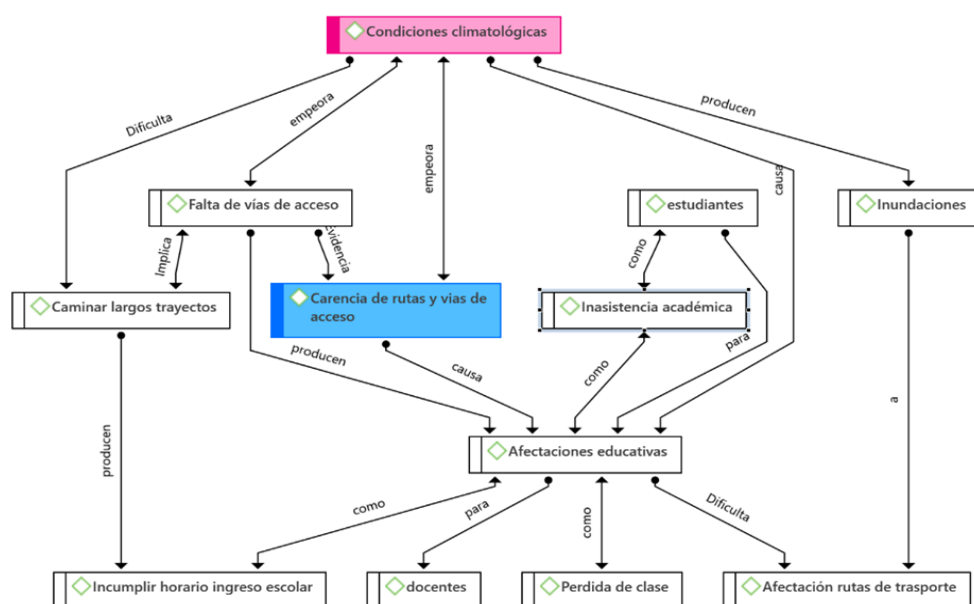 Condiciones climatológicas
Dificulta
empeora
empeora
causa
producen
Falta de vías de acceso
estudiantes
Inundaciones
Implica
Evidencia
como
Caminar largos trayectos
Carencia de rutas y vias de
acceso
Inasistencia académica
producen
causa
como
para
a
producen
Afectaciones educativas
como
para
como
Dificulta
Incumplir horario ingreso escolar
docentes
Perdida de clase
Afectación rutas de trasporte